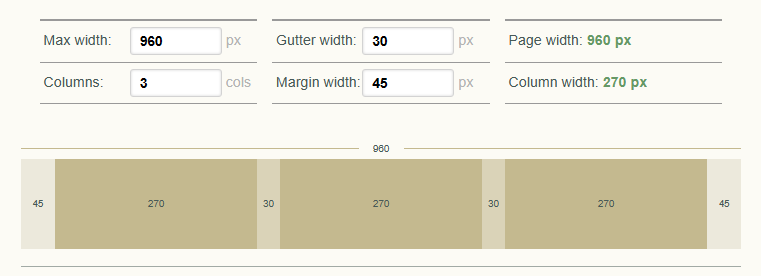 Max width: 960 px Gutter width: 30 px Page width: 960 px
Columns: 3 cols Margin width: 45 px Column width: 270 px
960
45 270 30 270 30 270 45